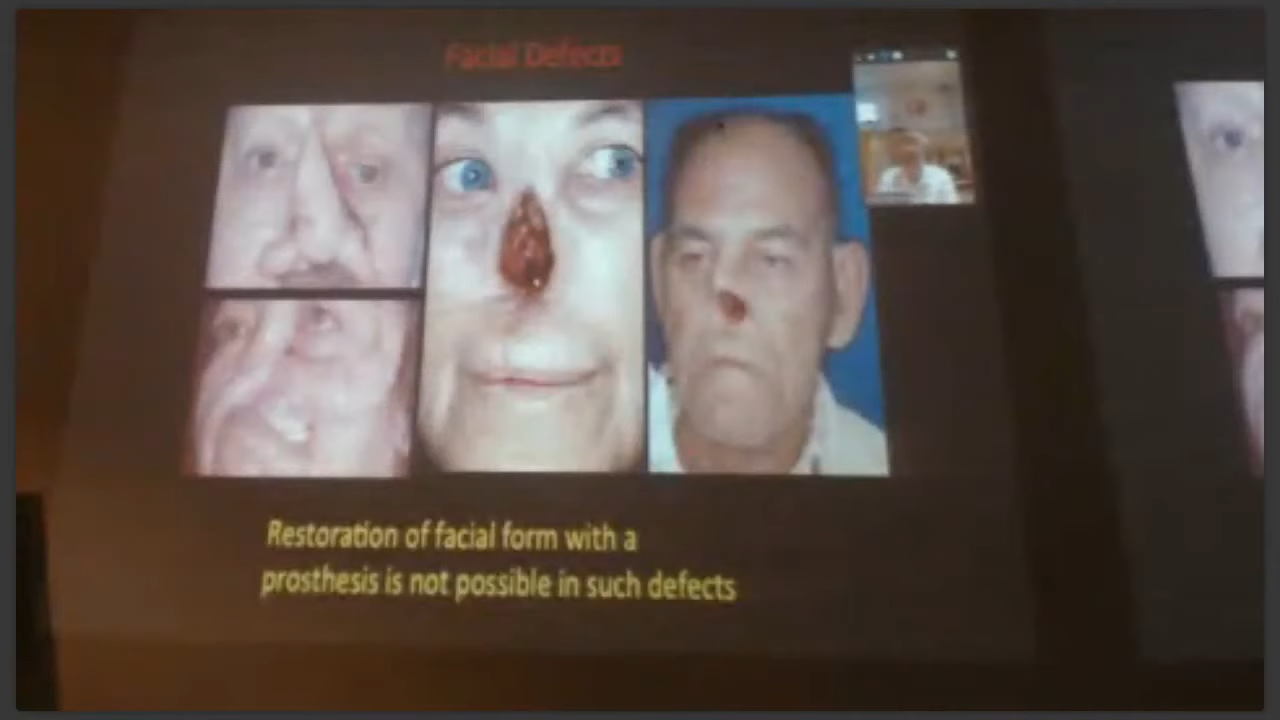 Facial Defects
Restoration of facial form with a
prosthesis is not possible in such defects